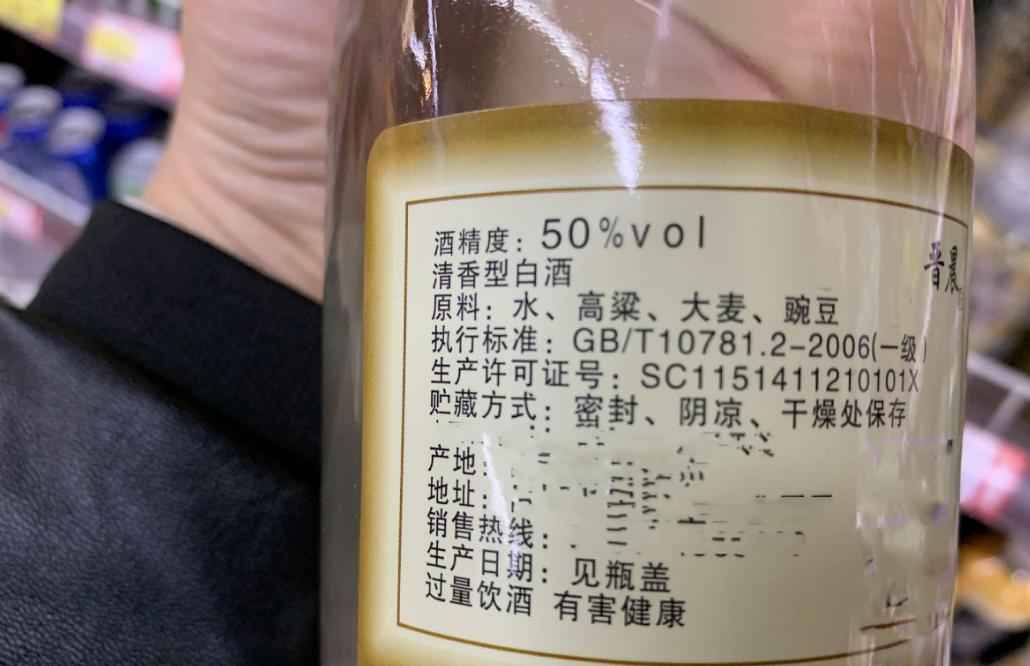 酒精度：50%vol
清香型白酒
原料：水、高粱、大麦、豌豆
执行标准：GB/T10781.2-2006(一级)
生产许可证号：SC1151411210101X
贮藏方式：密封、阴凉、干燥处保存
产地：
地址：
销售热线：
生产日期：见瓶盖
过量饮酒 有害健康
晋晨